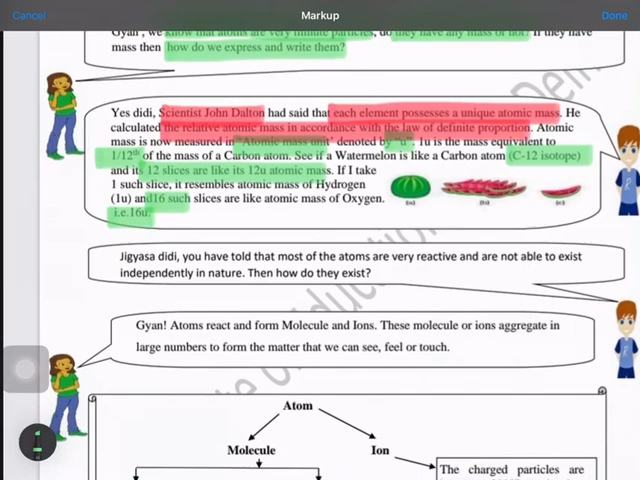 Cancel Markup Done
Gyan , we know that atoms are very minute particles, do they have any mass or not? If they have
mass then how do we express and write them?
Yes didi, Scientist John Dalton had said that each element possesses a unique atomic mass. He
calculated the relative atomic mass in accordance with the law of definite proportion. Atomic
mass is now measured in "Atomic mass unit' denoted by "u". 1u is the mass equivalent to
1/12th of the mass of a Carbon atom. See if a Watermelon is like a Carbon atom (C-12 isotope)
and its 12 slices are like its 12u atomic mass. If I take
1 such slice, it resembles atomic mass of Hydrogen
(1u) and16 such slices are like atomic mass of Oxygen.
i.e.16u.
(a) (b) (c)
Jigyasa didi, you have told that most of the atoms are very reactive and are not able to exist
independently in nature. Then how do they exist?
Gyan! Atoms react and form Molecule and Ions. These molecule or ions aggregate in
large numbers to form the matter that we can see, feel or touch.
Atom
Molecule Ion
The charged particles are